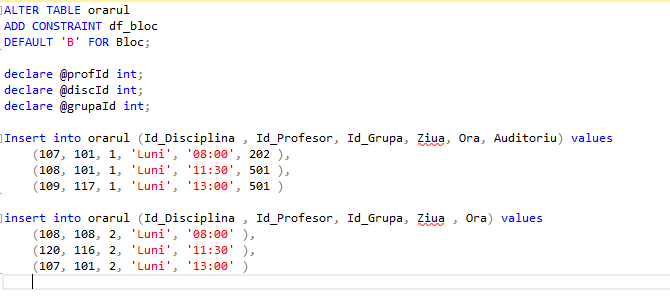 ALTER TABLE orarul
ADD CONSTRAINT df_bloc
DEFAULT 'B' FOR Bloc;
declare @profId int;
declare @discId int;
declare @grupaId int;
Insert into orarul (Id_Disciplina , Id_Profesor, Id_Grupa, Ziua, Ora, Auditoriu) values
(107, 101, 1, 'Luni', '08:00', 202 ),
(108, 101, 1, 'Luni', '11:30', 501 ),
(109, 117, 1, 'Luni', '13:00', 501 )
insert into orarul (Id_Disciplina , Id_Profesor, Id_Grupa, Ziua , Ora) values
(108, 108, 2, 'Luni', '08:00' ),
(120, 116, 2, 'Luni', '11:30' ),
(107, 101, 2, 'Luni', '13:00' )